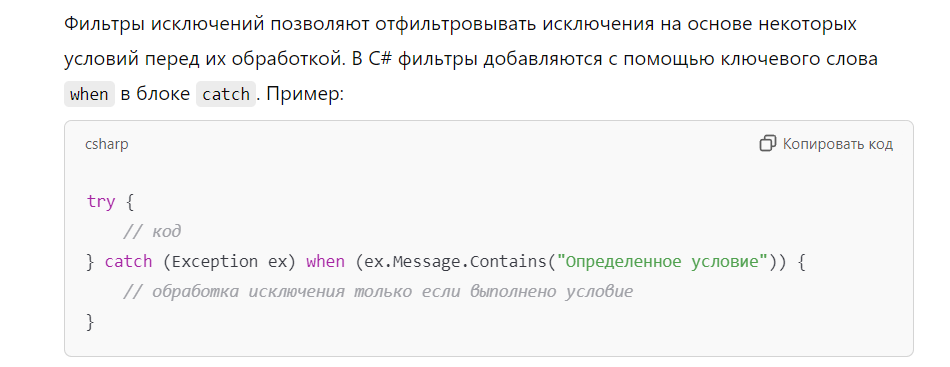 Фильтры исключений позволяют отфильтровывать исключения на основе некоторых
условий перед их обработкой. В C# фильтры добавляются с помощью ключевого слова
when в блоке catch. Пример:
csharp
Копировать код
try {
    // код
} catch (Exception ex) when (ex.Message.Contains("Определенное условие")) {
    // обработка исключения только если выполнено условие
}